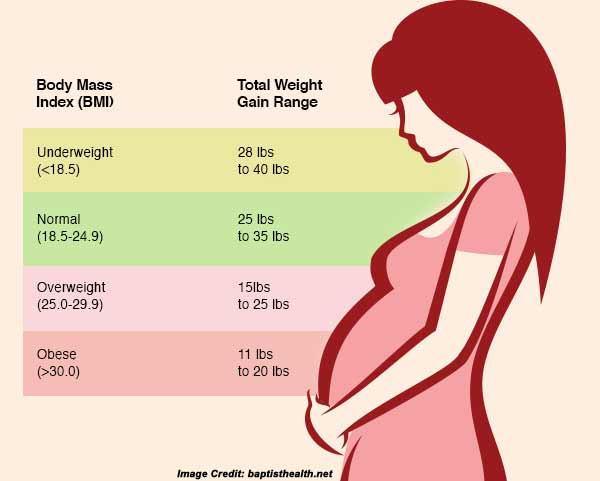 Body Mass
Index (BMI)
Total Weight
Gain Range
Underweight
(<18.5)
28 lbs
to 40 lbs
Normal
(18.5-24.9)
25 lbs
to 35 lbs
Overweight
(25.0-29.9)
15lbs
to 25 lbs
Obese
(>30.0)
11 lbs
to 20 lbs
Image Credit: baptisthealth.net